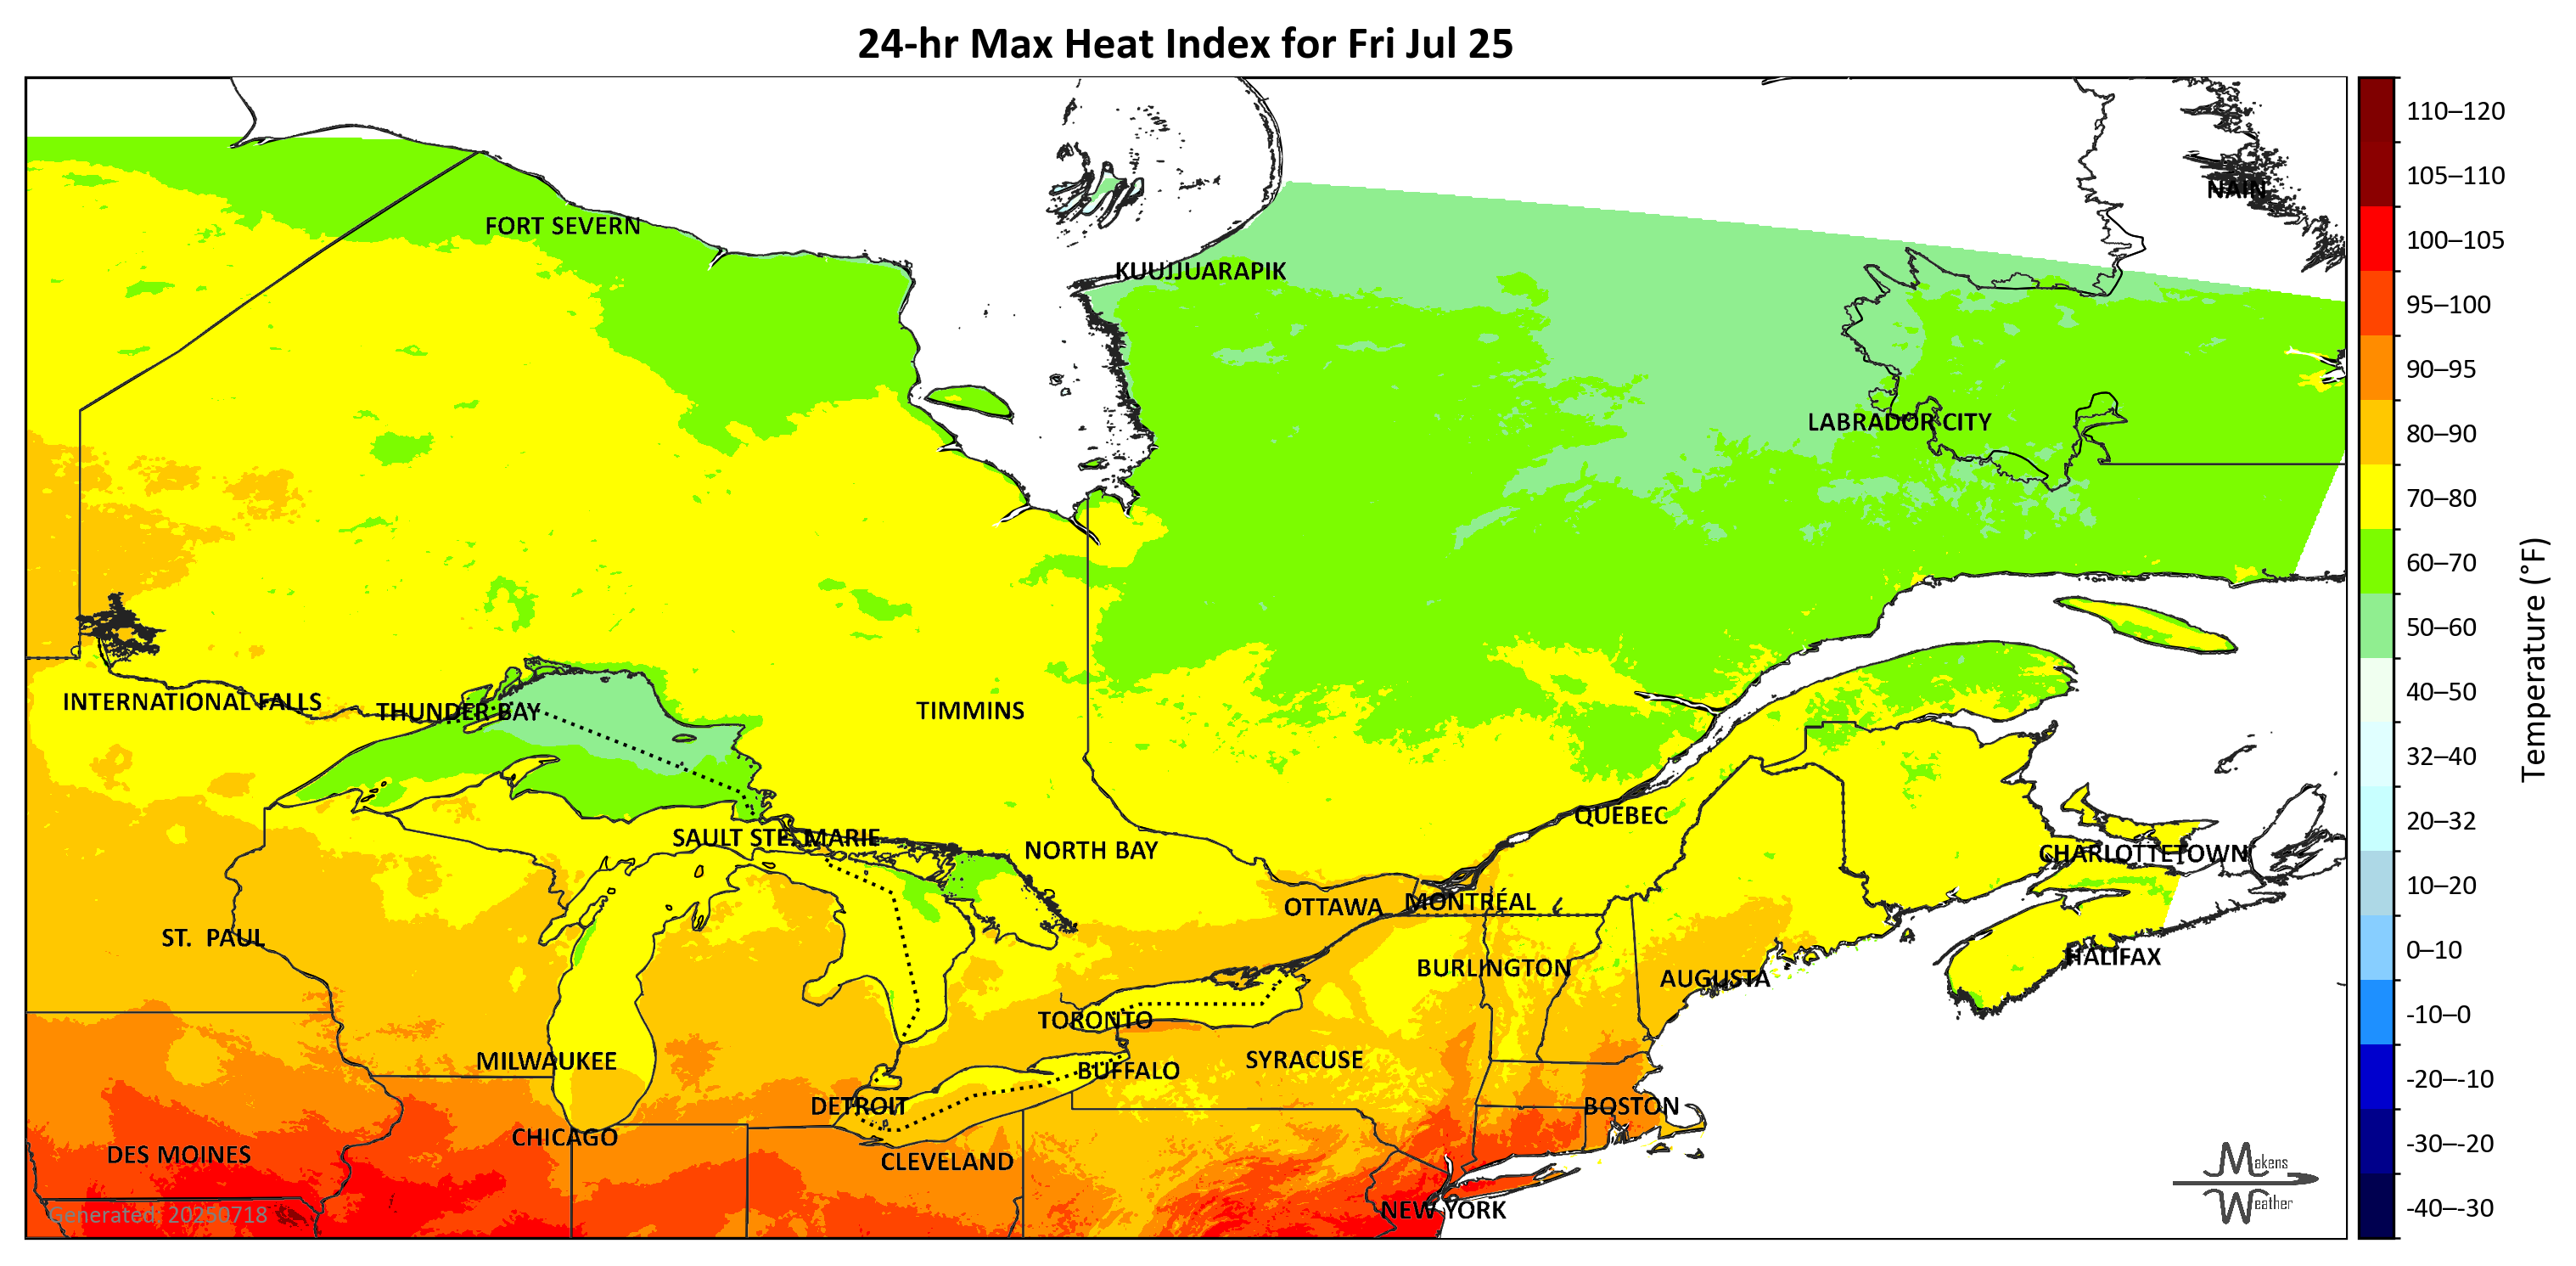 24-hr Max Heat Index for Fri Jul 25
NAIN
FORT SEVERN
KUUJJUARAPIK
LABRADOR CITY
INTERNATIONAL FALLS
THUNDER BAY
TIMMINS
QUEBEC
SAULT STE. MARIE
NORTH BAY
CHARLOTTETOWN
OTTAWA
MONTRÉAL
ST. PAUL
HALIFAX
BURLINGTON
AUGUSTA
TORONTO
MILWAUKEE
SYRACUSE
BUFFALO
DETROIT
BOSTON
CHICAGO
DES MOINES
CLEVELAND
NEW YORK
Generated: 20250718
Makens
Weather
110–120
105–110
100–105
95–100
90–95
80–90
70–80
60–70
50–60
40–50
32–40
20–32
10–20
0–10
-10–0
-20–-10
-30–-20
-40–-30
Temperature (°F)